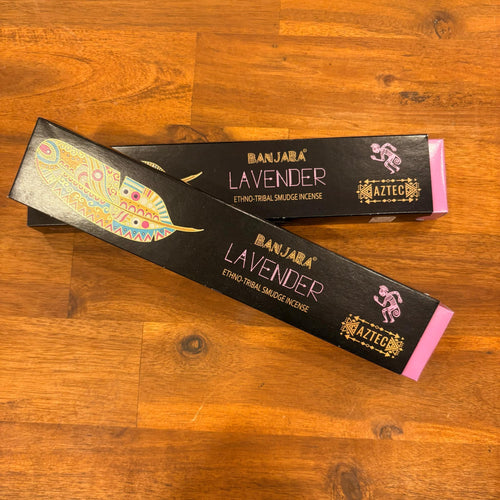 BANJARA®
LAVENDER
ETHNO-TRIBAL SMUDGE INCENSE
AZTEC
BANJARA®
LAVENDER
ETHNO-TRIBAL SMUDGE INCENSE
AZTEC